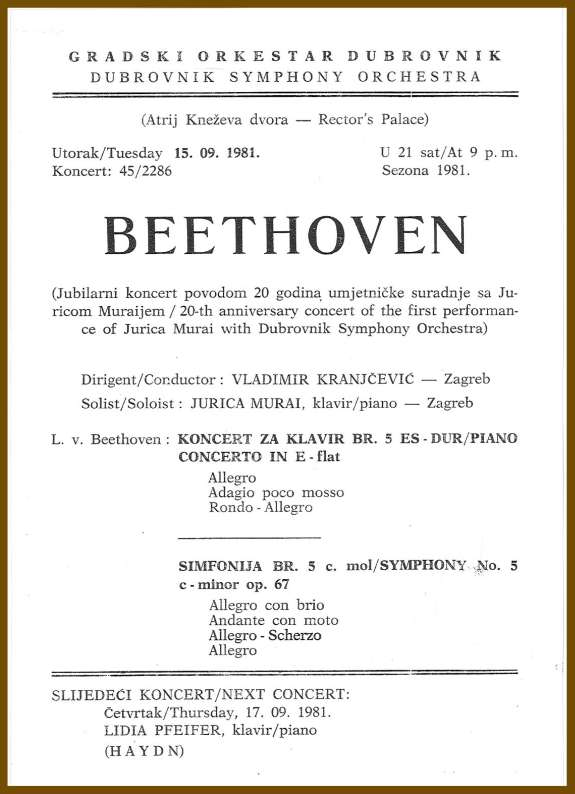 GRADSKI ORKESTAR DUBROVNIK
DUBROVNIK SYMPHONY ORCHESTRA
(Atrij Kneževa dvora — Rector's Palace)
Utorak/Tuesday 15. 09. 1981. U 21 sat/At 9 p. m.
Koncert: 45/2286 Sezona 1981.
BEETHOVEN
(Jubilarni koncert povodom 20 godina umjetničke suradnje sa Ju-
ricom Muraijem / 20-th anniversary concert of the first performan-
ce of Jurica Murai with Dubrovnik Symphony Orchestra)
Dirigent/Conductor : VLADIMIR KRANJČEVIĆ — Zagreb
Solist/Soloist : JURICA MURAI, klavir/piano — Zagreb
L. v. Beethoven : KONCERT ZA KLAVIR BR. 5 ES - DUR/PIANO
CONCERTO IN E - flat
Allegro
Adagio poco mosso
Rondo - Allegro
SIMFONIJA BR. 5 c. mol/SYMPHONY No. 5
c - minor op. 67
Allegro con brio
Andante con moto
Allegro - Scherzo
Allegro
SLIJEDEĆI KONCERT/NEXT CONCERT:
Četvrtak/Thursday, 17. 09. 1981.
LIDIA PFEIFER, klavir/piano
(H A Y D N)